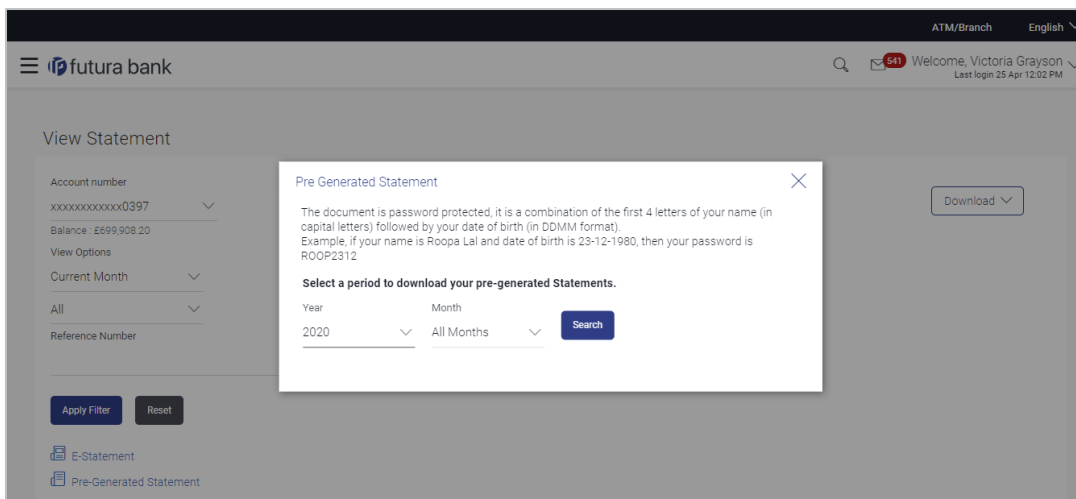 ATM/Branch English
futura bank
541 Welcome, Victoria Grayson
Last login 25 Apr 12:02 PM
View Statement
Account number
xxxxxxxxxxxx0397
Balance : £699,908.20
View Options
Current Month
All
Reference Number
Apply Filter Reset
E-Statement
Pre-Generated Statement
Download
Pre Generated Statement
The document is password protected, it is a combination of the first 4 letters of your name (in
capital letters) followed by your date of birth (in DDMM format).
Example, if your name is Roopa Lal and date of birth is 23-12-1980, then your password is
ROOP2312
Select a period to download your pre-generated Statements.
Year Month
2020 All Months Search